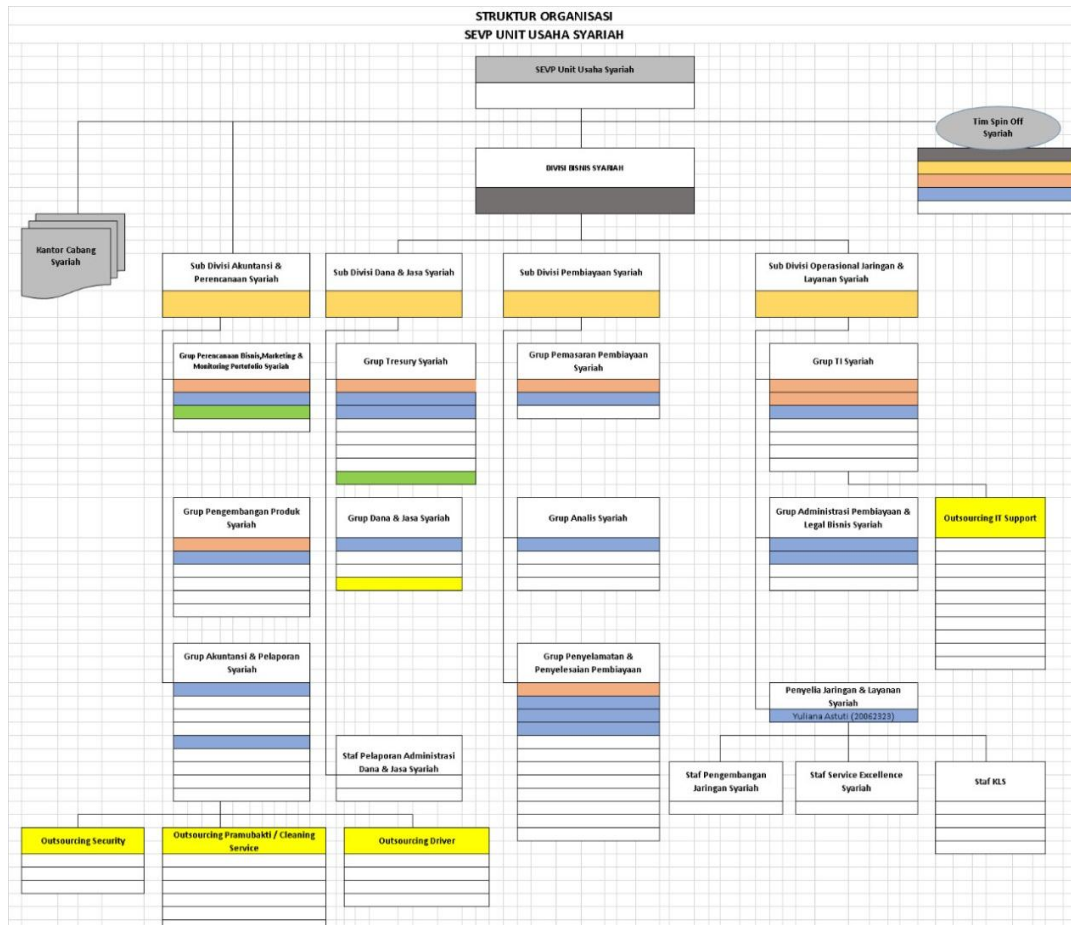 STRUKTUR ORGANISASI
SEVP UNIT USAHA SYARIAH
SEVP Unit Usaha Syariah
Tim Spin Off
Syariah
DIVISI BISNIS SYARIAH
Kantor Cabang
Syariah
Sub Divisi Akuntansi &
Perencanaan Syariah
Sub Divisi Dana & Jasa Syariah
Sub Divisi Pembiayaan Syariah
Sub Divisi Operasional Jaringan &
Layanan Syariah
Grup Perencanaan Bisnis,Marketing &
Monitoring Portofolio Syariah
Grup Tresury Syariah
Grup Pemasaran Pembiayaan
Syariah
Grup TI Syariah
Grup Pengembangan Produk
Syariah
Grup Dana & Jasa Syariah
Grup Analis Syariah
Grup Administrasi Pembiayaan &
Legal Bisnis Syariah
Outsourcing IT Support
Grup Akuntansi & Pelaporan
Syariah
Grup Penyelamatan &
Penyelesaian Pembiayaan
Penyelia Jaringan & Layanan
Syariah
Yuliana Astuti (20062323)
Staf Pelaporan Administrasi
Dana & Jasa Syariah
Staf Pengembangan
Jaringan Syariah
Staf Service Excellence
Syariah
Staf KLS
Outsourcing Security
Outsourcing Pramubakti / Cleaning
Service
Outsourcing Driver